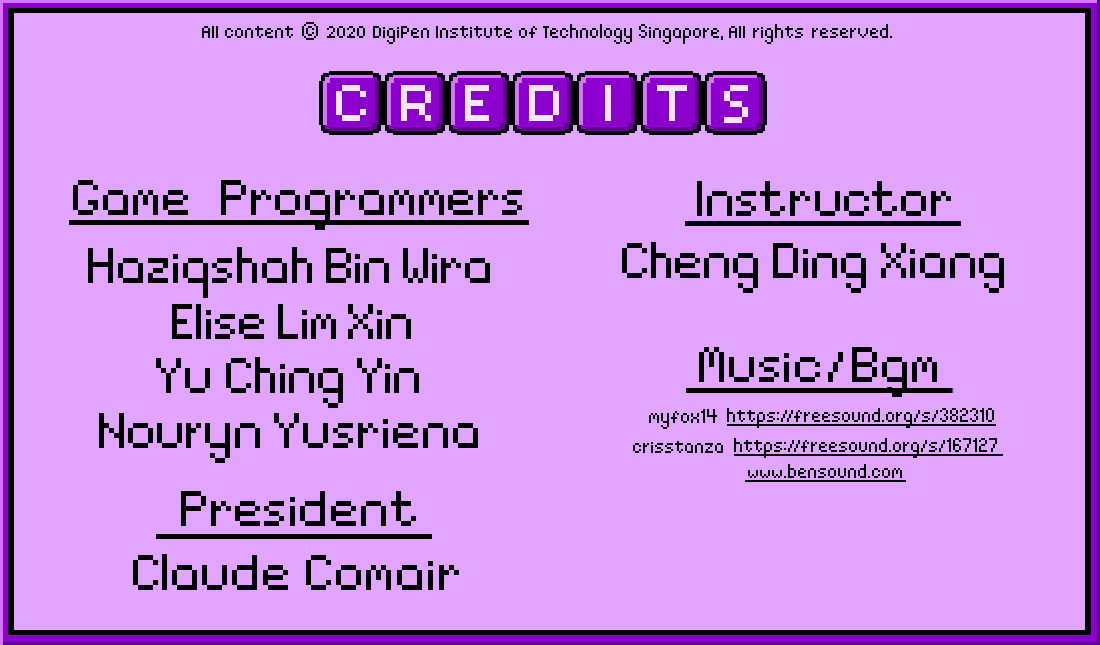 All content © 2020 DigiPen Institute of Technology Singapore, All rights reserved.
CREDITS
Game Programmers
Haziqshah Bin Wira
Elise Lim Xin
Yu Ching Yin
Nouryn Yusriena
President
Claude Comair
Instructor
Cheng Ding Xiang
Music/Bgm
myfox14 https://freesound.org/s/382310
crisstanza https://freesound.org/s/167127
www.bensound.com